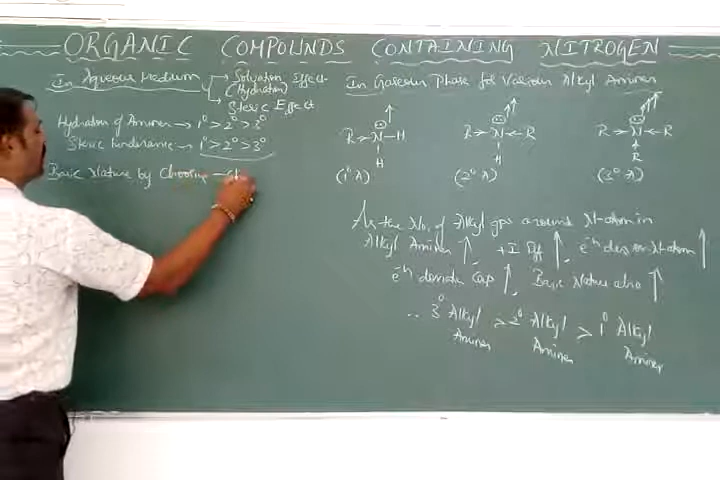 ORGANIC COMPOUNDS CONTAINING NITROGEN
In Aqueous Medium → Solvation Effect
(Hydration)
→ Steric Effect
Hydration of Amines → 1° > 2° > 3°
Steric hinderance → 1° > 2° > 3°
Basic Nature by Choosing
In Gaseous Phase for Various Alkyl Amines
R→N—H
H
(1° A)
R→N←R
H
(2° A)
R→N←R
R
(3° A)
As the No. of Alkyl gps around N-atom in
Alkyl Amines ↑, +I Eff ↑, e⁻n des on N-atom ↑
e⁻n donate Cap ↑, Basic Nature also ↑
∴ 3° Alkyl Amines > 2° Alkyl Amines > 1° Alkyl Amines